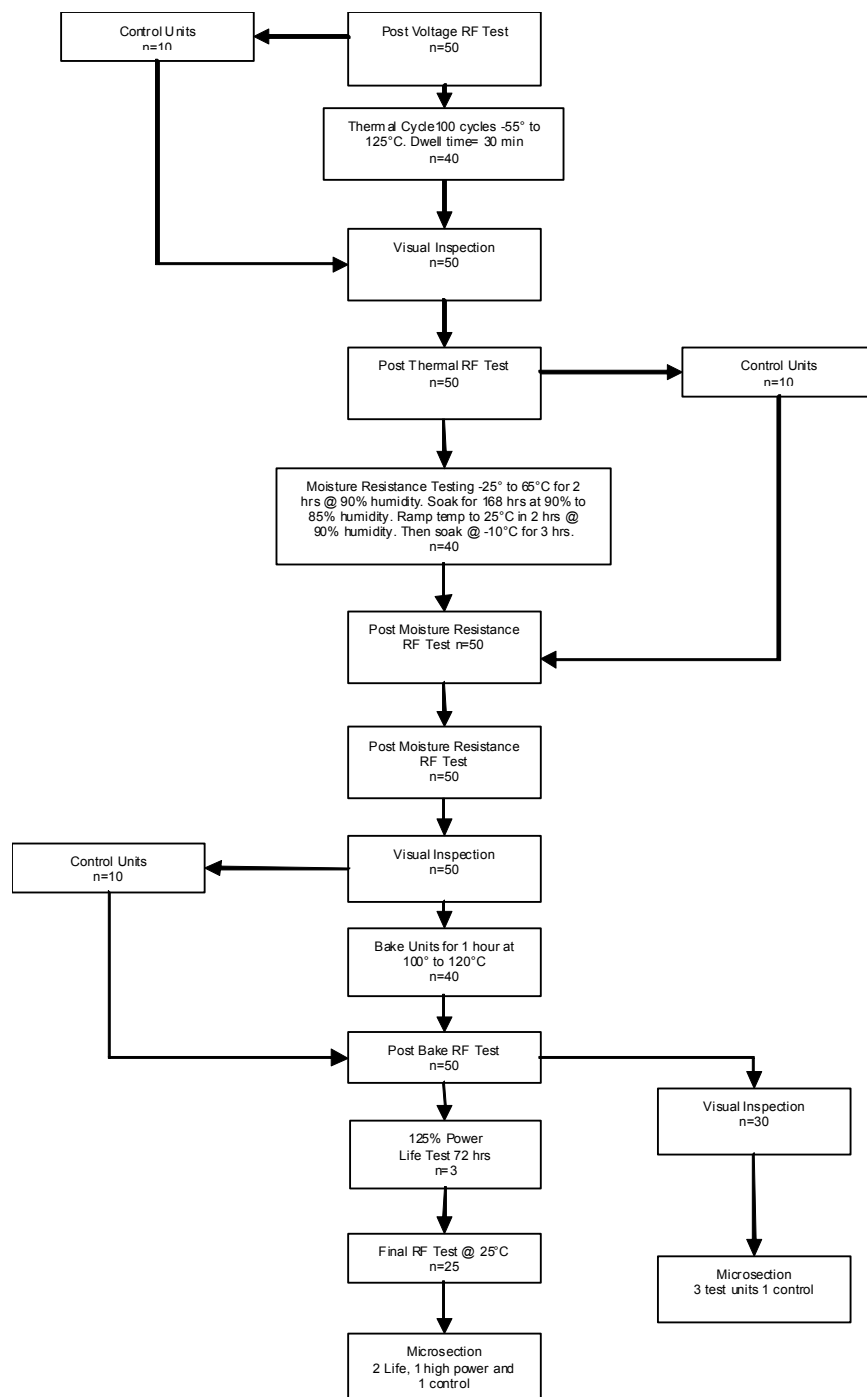 Control Units
n=10
Post Voltage RF Test
n=50
Thermal Cycle100 cycles -55° to
125°C. Dwell time= 30 min
n=40
Visual Inspection
n=50
Post Thermal RF Test
n=50
Control Units
n=10
Moisture Resistance Testing -25° to 65°C for 2
hrs @ 90% humidity. Soak for 168 hrs at 90% to
85% humidity. Ramp temp to 25°C in 2 hrs @
90% humidity. Then soak @ -10°C for 3 hrs.
n=40
Post Moisture Resistance
RF Test n=50
Post Moisture Resistance
RF Test
n=50
Visual Inspection
n=50
Control Units
n=10
Bake Units for 1 hour at
100° to 120°C
n=40
Post Bake RF Test
n=50
Visual Inspection
n=30
125% Power
Life Test 72 hrs
n=3
Final RF Test @ 25°C
n=25
Microsection
3 test units 1 control
Microsection
2 Life, 1 high power and
1 control